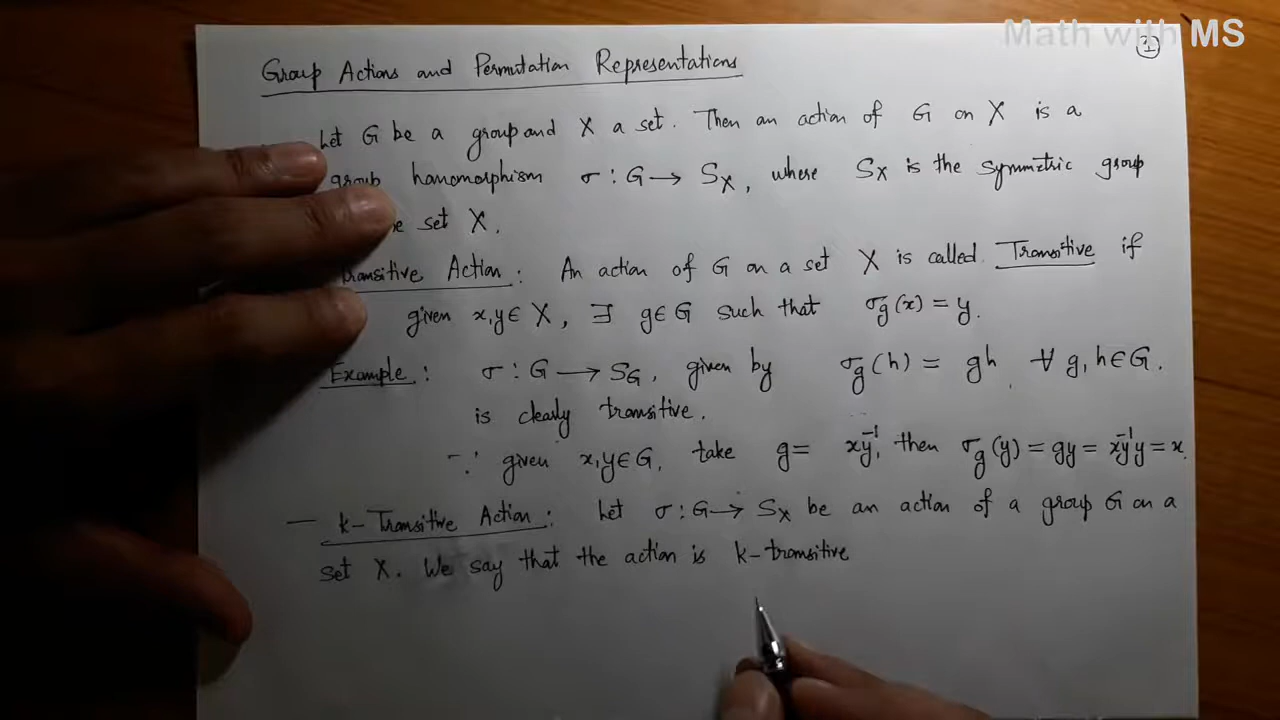 Math with MS
1
Group Actions and Permutation Representations
Let G be a group and X a set. Then an action of G on X is a
group homomorphism σ : G → S_X, where S_X is the symmetric group
set X.
Transitive Action : An action of G on a set X is called Transitive if
given x,y ∈ X, ∃ g ∈ G such that σ_g(x) = y.
Example : σ : G → S_G, given by σ_g(h) = gh, ∀ g, h ∈ G.
is clearly transitive.
∵ given x,y ∈ G, take g = xy⁻¹, then σ_g(y) = gy = xy⁻¹y = x.
— k-Transitive Action : Let σ : G → S_X be an action of a group G on a
set X. We say that the action is k-transitive